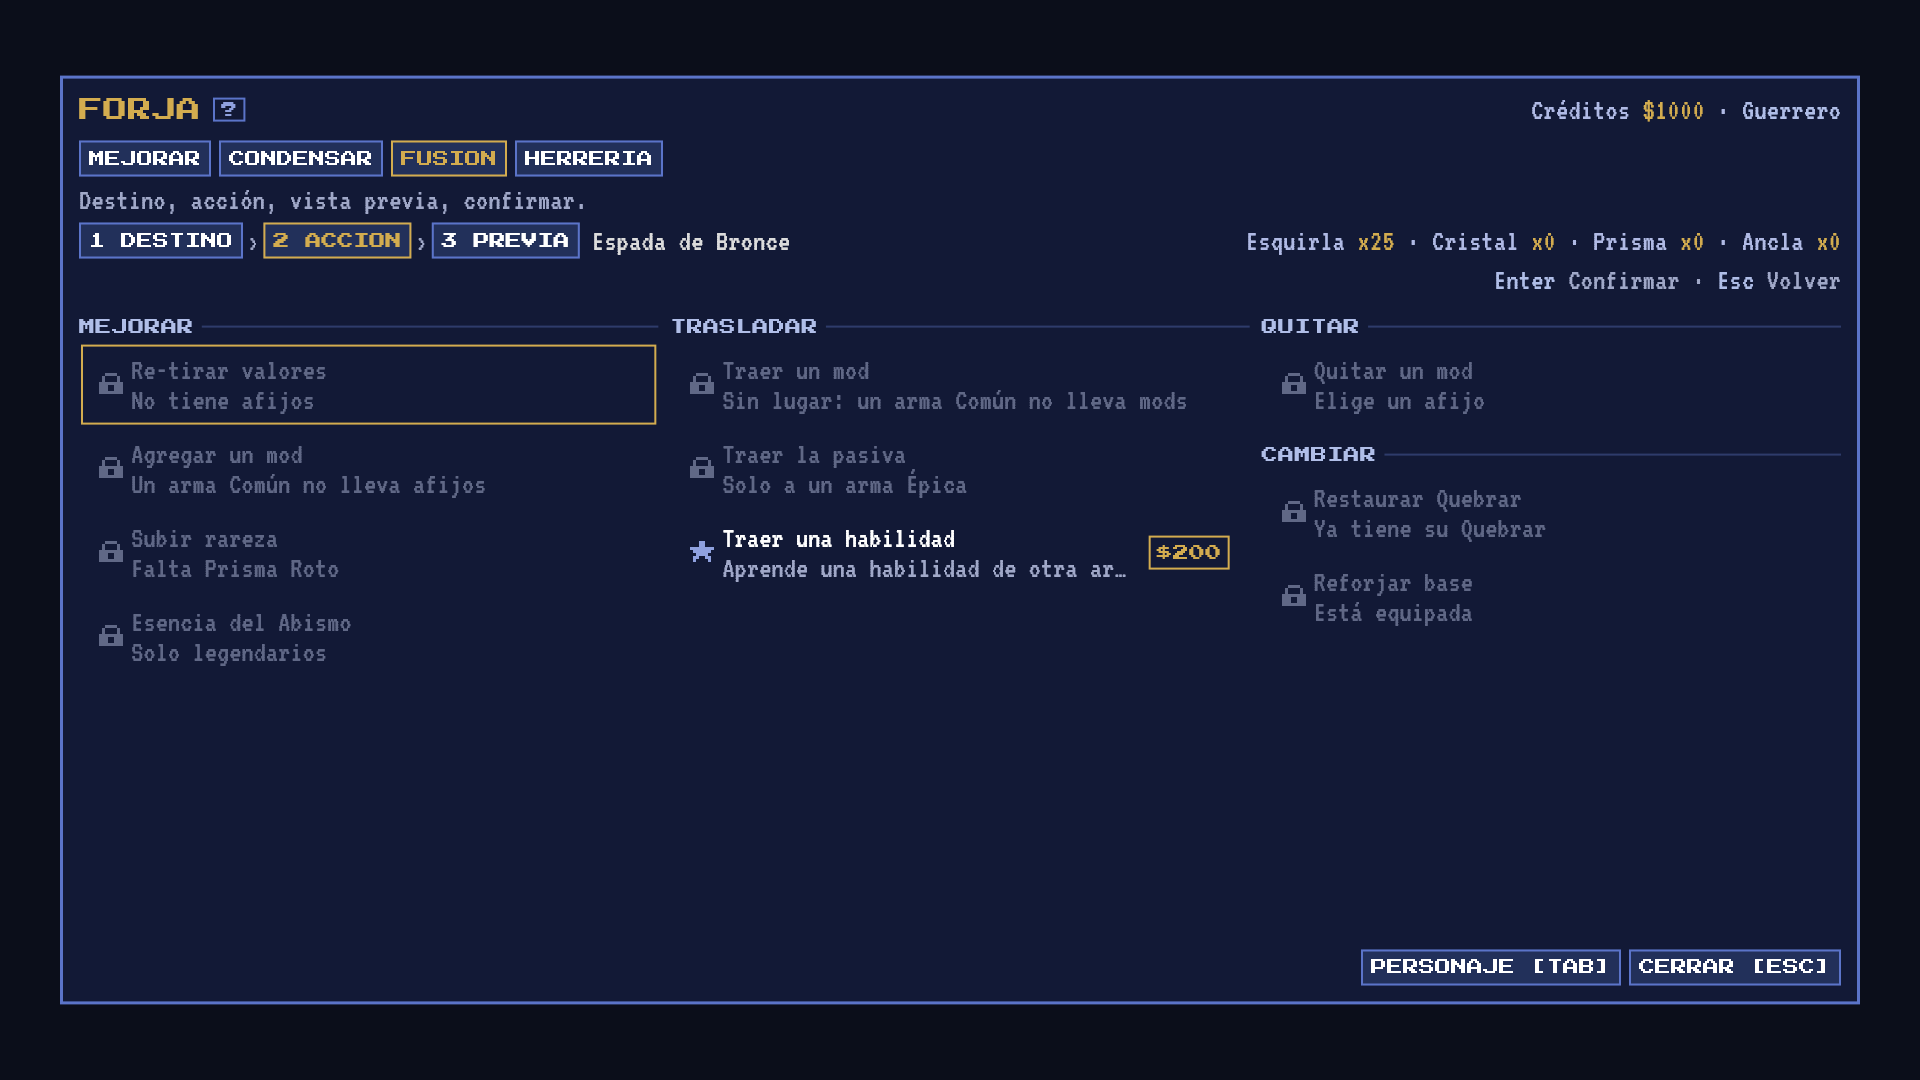 FORJA ?
Créditos $1000 · Guerrero
MEJORAR CONDENSAR FUSION HERRERIA
Destino, acción, vista previa, confirmar.
1 DESTINO › 2 ACCION › 3 PREVIA Espada de Bronce
Esquirla x25 · Cristal x0 · Prisma x0 · Ancla x0
Enter Confirmar · Esc Volver
MEJORAR
Re-tirar valores
No tiene afijos
Agregar un mod
Un arma Común no lleva afijos
Subir rareza
Falta Prisma Roto
Esencia del Abismo
Solo legendarios
TRASLADAR
Traer un mod
Sin lugar: un arma Común no lleva mods
Traer la pasiva
Solo a un arma Épica
Traer una habilidad
Aprende una habilidad de otra ar…
$200
QUITAR
Quitar un mod
Elige un afijo
CAMBIAR
Restaurar Quebrar
Ya tiene su Quebrar
Reforjar base
Está equipada
PERSONAJE [TAB] CERRAR [ESC]